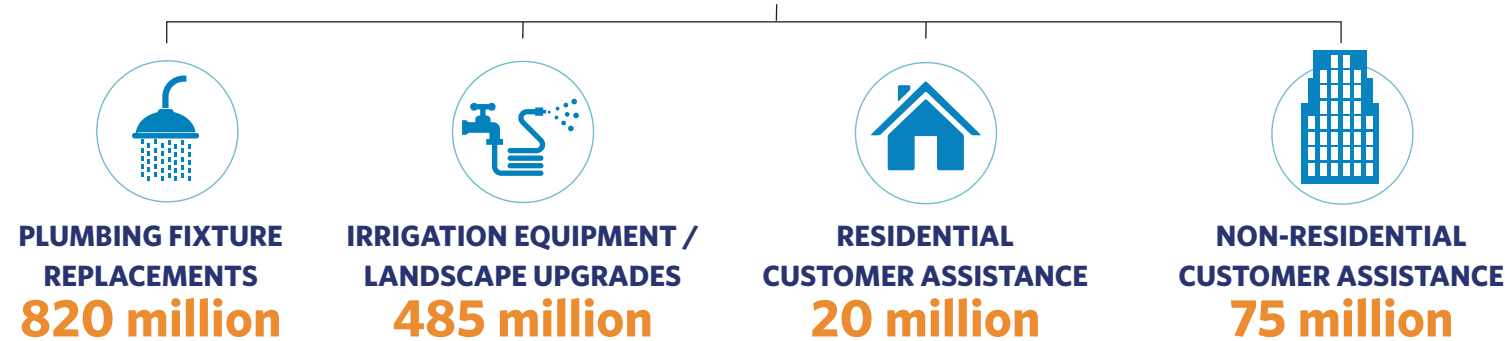 PLUMBING FIXTURE
REPLACEMENTS
820 million
IRRIGATION EQUIPMENT /
LANDSCAPE UPGRADES
485 million
RESIDENTIAL
CUSTOMER ASSISTANCE
20 million
NON-RESIDENTIAL
CUSTOMER ASSISTANCE
75 million